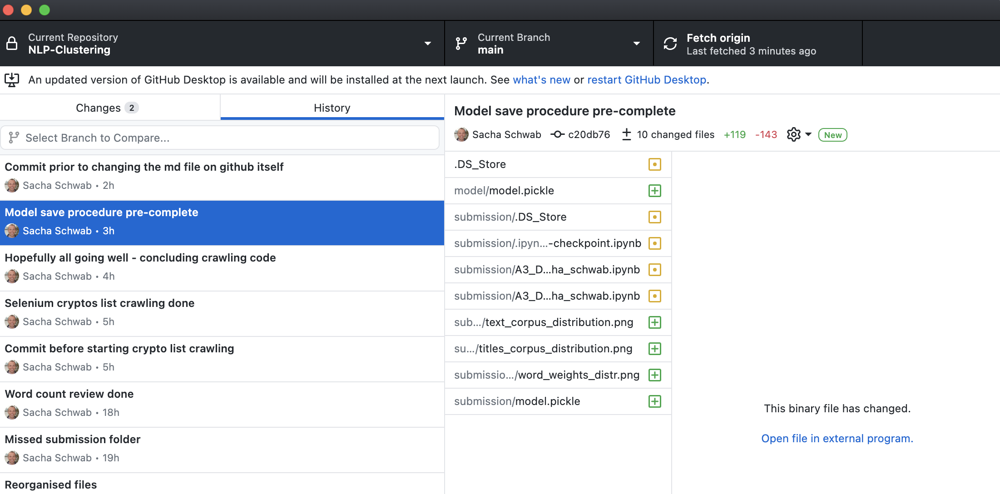 Current Repository
NLP-Clustering
Current Branch
main
Fetch origin
Last fetched 3 minutes ago
An updated version of GitHub Desktop is available and will be installed at the next launch. See what's new or restart GitHub Desktop.
Changes 2
History
Select Branch to Compare...
Commit prior to changing the md file on github itself
Sacha Schwab • 2h
Model save procedure pre-complete
Sacha Schwab • 3h
Hopefully all going well - concluding crawling code
Sacha Schwab • 4h
Selenium cryptos list crawling done
Sacha Schwab • 5h
Commit before starting crypto list crawling
Sacha Schwab • 5h
Word count review done
Sacha Schwab • 18h
Missed submission folder
Sacha Schwab • 19h
Reorganised files
Model save procedure pre-complete
Sacha Schwab c20db76 10 changed files +119 -143 New
.DS_Store
model/model.pickle
submission/.DS_Store
submission/.ipyn...-checkpoint.ipynb
submission/A3_D...ha_schwab.ipynb
submission/A3_D...ha_schwab.ipynb
sub.../text_corpus_distribution.png
su.../titles_corpus_distribution.png
submissio.../word_weights_distr.png
submission/model.pickle
This binary file has changed.
Open file in external program.